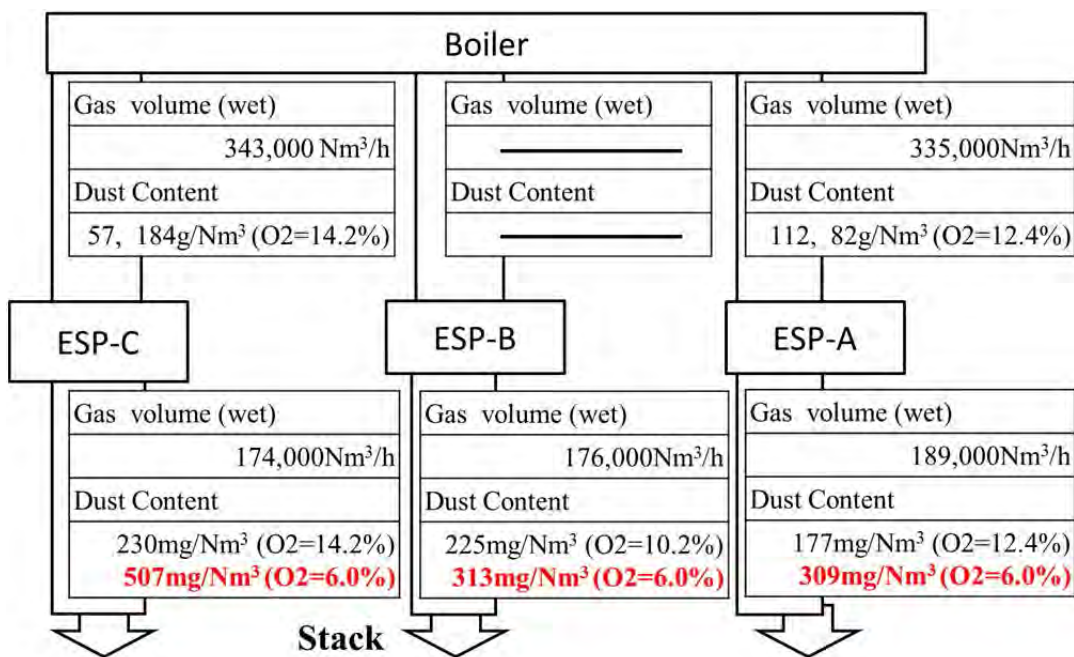 Boiler
Gas volume (wet)
343,000 Nm³/h
Dust Content
57, 184g/Nm³ (O2=14.2%)
Gas volume (wet)
Dust Content
Gas volume (wet)
335,000Nm³/h
Dust Content
112, 82g/Nm³ (O2=12.4%)
ESP-C
ESP-B
ESP-A
Gas volume (wet)
174,000Nm³/h
Dust Content
230mg/Nm³ (O2=14.2%)
507mg/Nm³ (O2=6.0%)
Gas volume (wet)
176,000Nm³/h
Dust Content
225mg/Nm³ (O2=10.2%)
313mg/Nm³ (O2=6.0%)
Gas volume (wet)
189,000Nm³/h
Dust Content
177mg/Nm³ (O2=12.4%)
309mg/Nm³ (O2=6.0%)
Stack